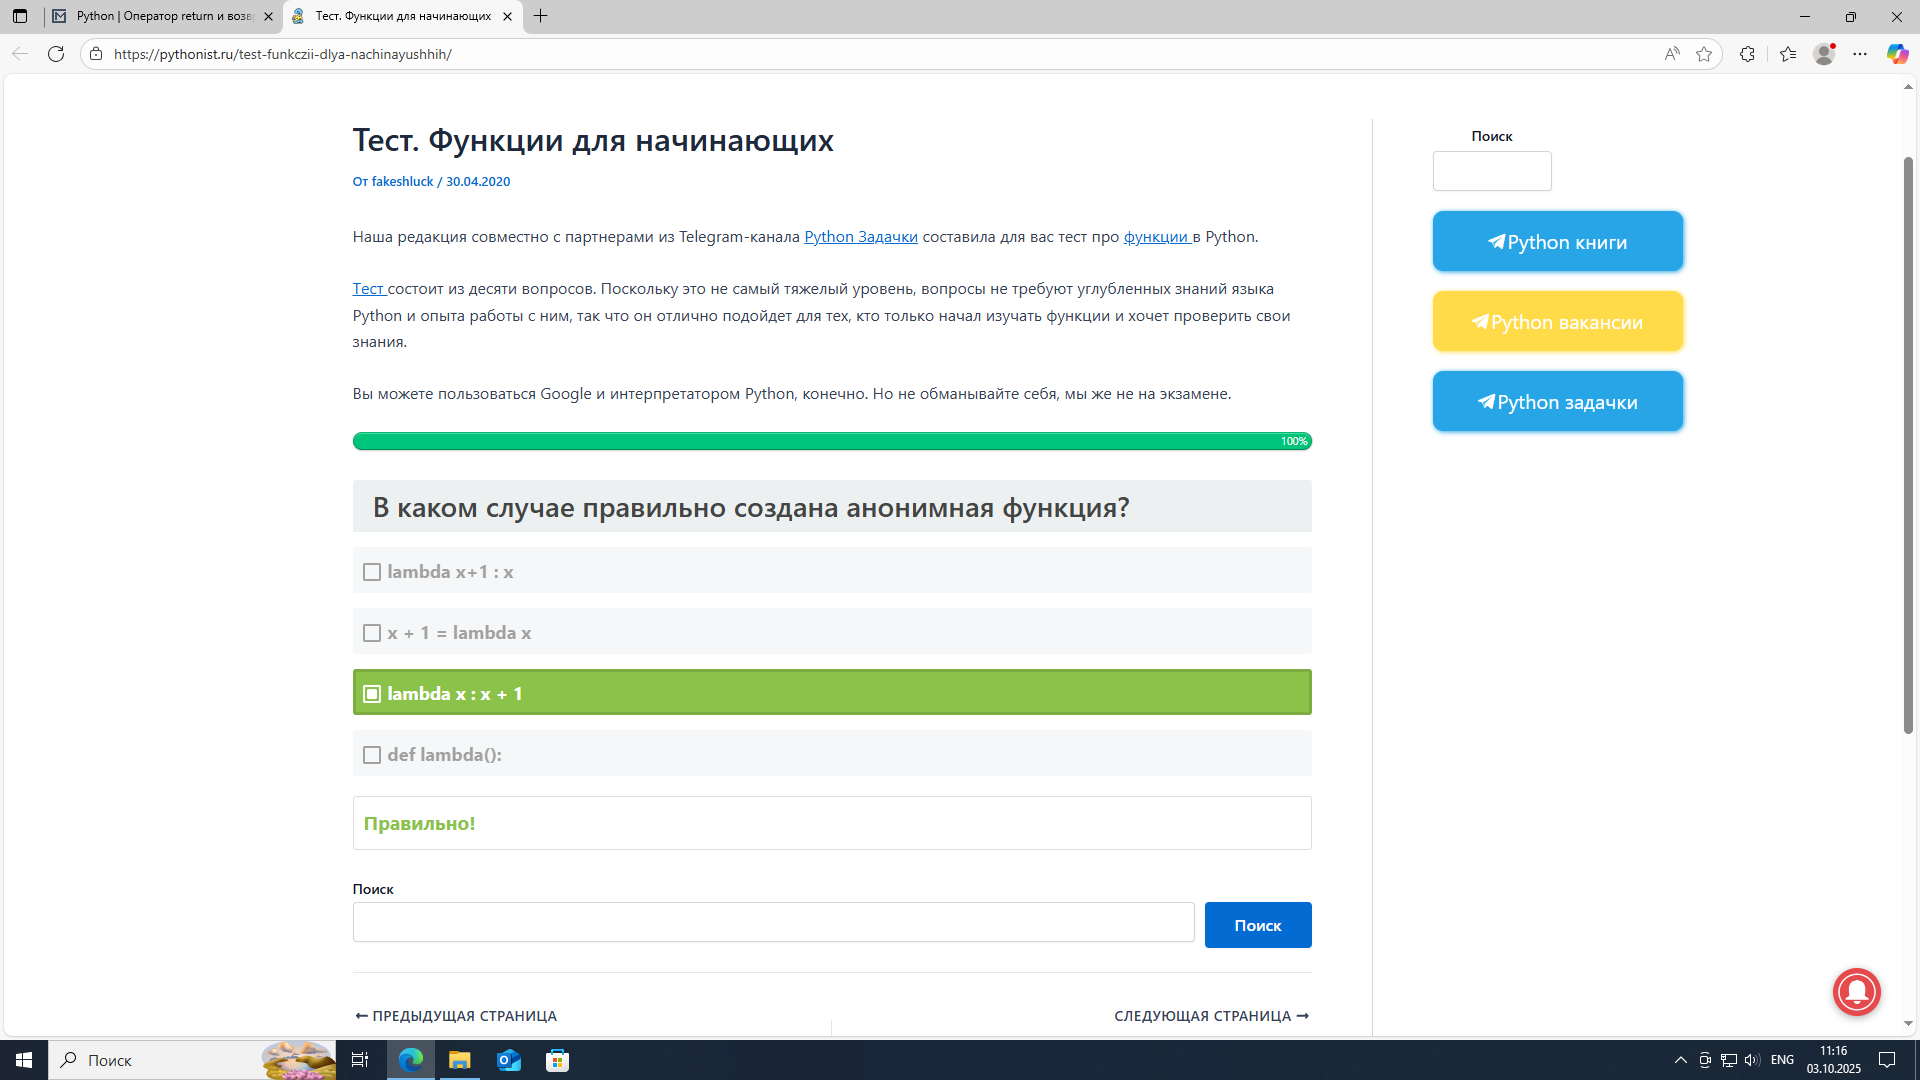 Python | Оператор return и возв
Тест. Функции для начинающих
https://pythonist.ru/test-funkczii-dlya-nachinayushhih/
Тест. Функции для начинающих
От fakeshluck / 30.04.2020
Наша редакция совместно с партнерами из Telegram-канала Python Задачки составила для вас тест про функции в Python.
Тест состоит из десяти вопросов. Поскольку это не самый тяжелый уровень, вопросы не требуют углубленных знаний языка
Python и опыта работы с ним, так что он отлично подойдет для тех, кто только начал изучать функции и хочет проверить свои
знания.
Вы можете пользоваться Google и интерпретатором Python, конечно. Но не обманывайте себя, мы же не на экзамене.
100%
В каком случае правильно создана анонимная функция?
lambda x+1 : x
x + 1 = lambda x
lambda x : x + 1
def lambda():
Правильно!
Поиск
Поиск
← ПРЕДЫДУЩАЯ СТРАНИЦА
СЛЕДУЮЩАЯ СТРАНИЦА →
Поиск
Python книги
Python вакансии
Python задачки
Поиск
ENG
11:16
03.10.2025